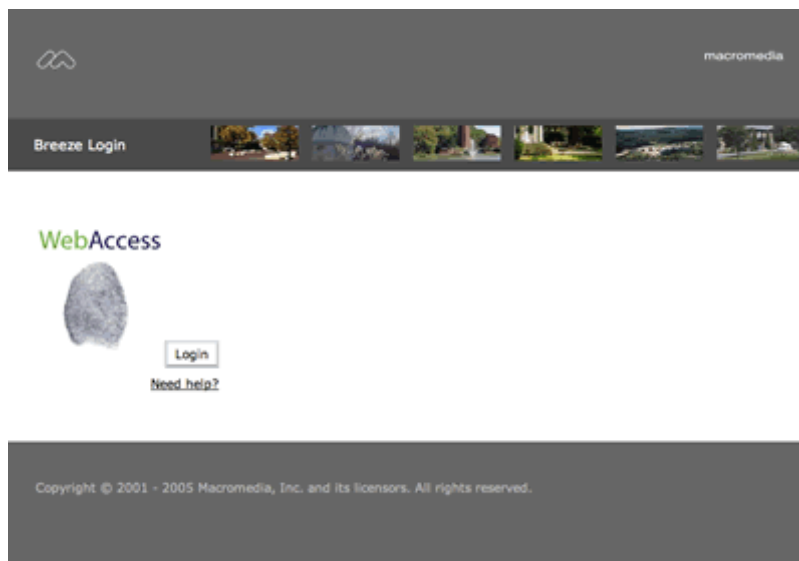 macromedia
Breeze Login
WebAccess
Login
Need help?
Copyright © 2001 - 2005 Macromedia, Inc. and its licensors. All rights reserved.